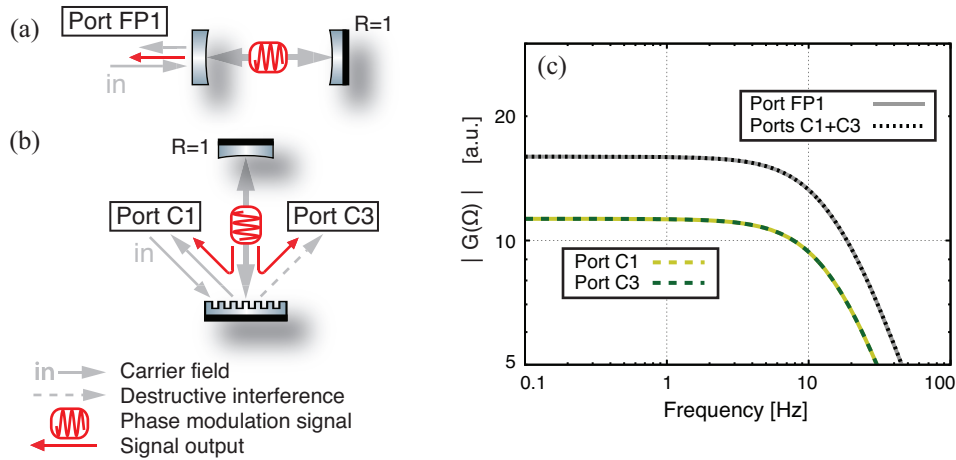 (a)
Port FP1
R=1
in
(b)
R=1
Port C1
Port C3
in
in
Carrier field
Destructive interference
Phase modulation signal
Signal output
(c)
Port FP1
Ports C1+C3
Port C1
Port C3
| G(Ω) | [a.u.]
20
10
5
0.1
1
10
100
Frequency [Hz]